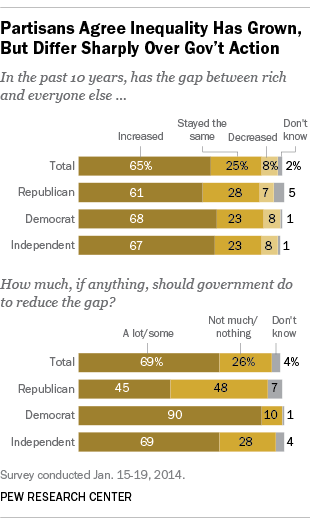 Partisans Agree Inequality Has Grown,
But Differ Sharply Over Gov't Action
In the past 10 years, has the gap between rich
and everyone else ...
Increased Stayed the same Decreased Don't know
Total 65% 25% 8% 2%
Republican 61 28 7 5
Democrat 68 23 8 1
Independent 67 23 8 1
How much, if anything, should government do
to reduce the gap?
A lot/some Not much/ nothing Don't know
Total 69% 26% 4%
Republican 45 48 7
Democrat 90 10 1
Independent 69 28 4
Survey conducted Jan. 15-19, 2014.
PEW RESEARCH CENTER